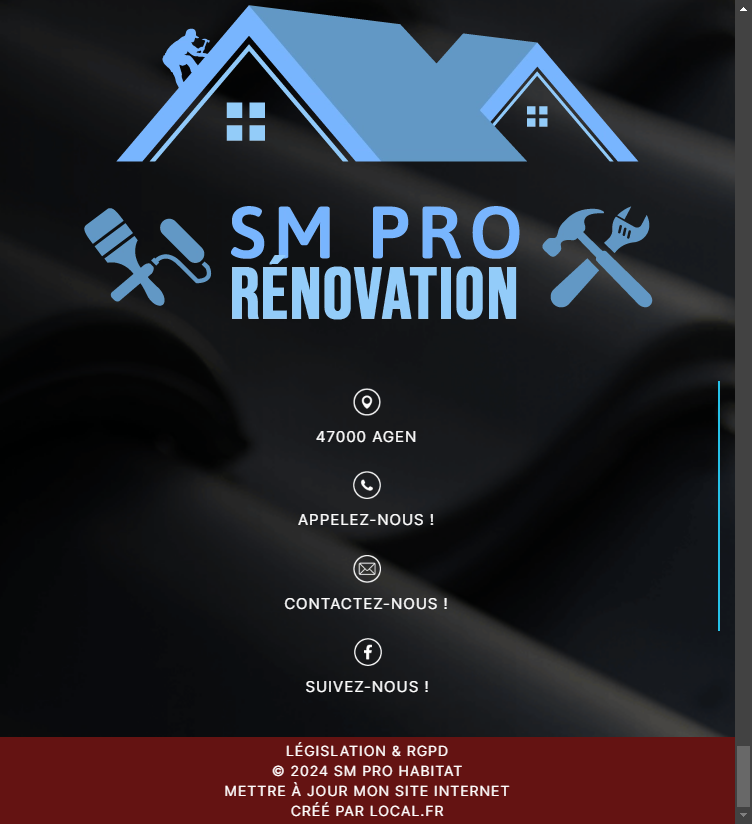 SM PRO
RÉNOVATION
47000 AGEN
APPELEZ-NOUS !
CONTACTEZ-NOUS !
SUIVEZ-NOUS !
LÉGISLATION & RGPD
© 2024 SM PRO HABITAT
METTRE À JOUR MON SITE INTERNET
CRÉÉ PAR LOCAL.FR